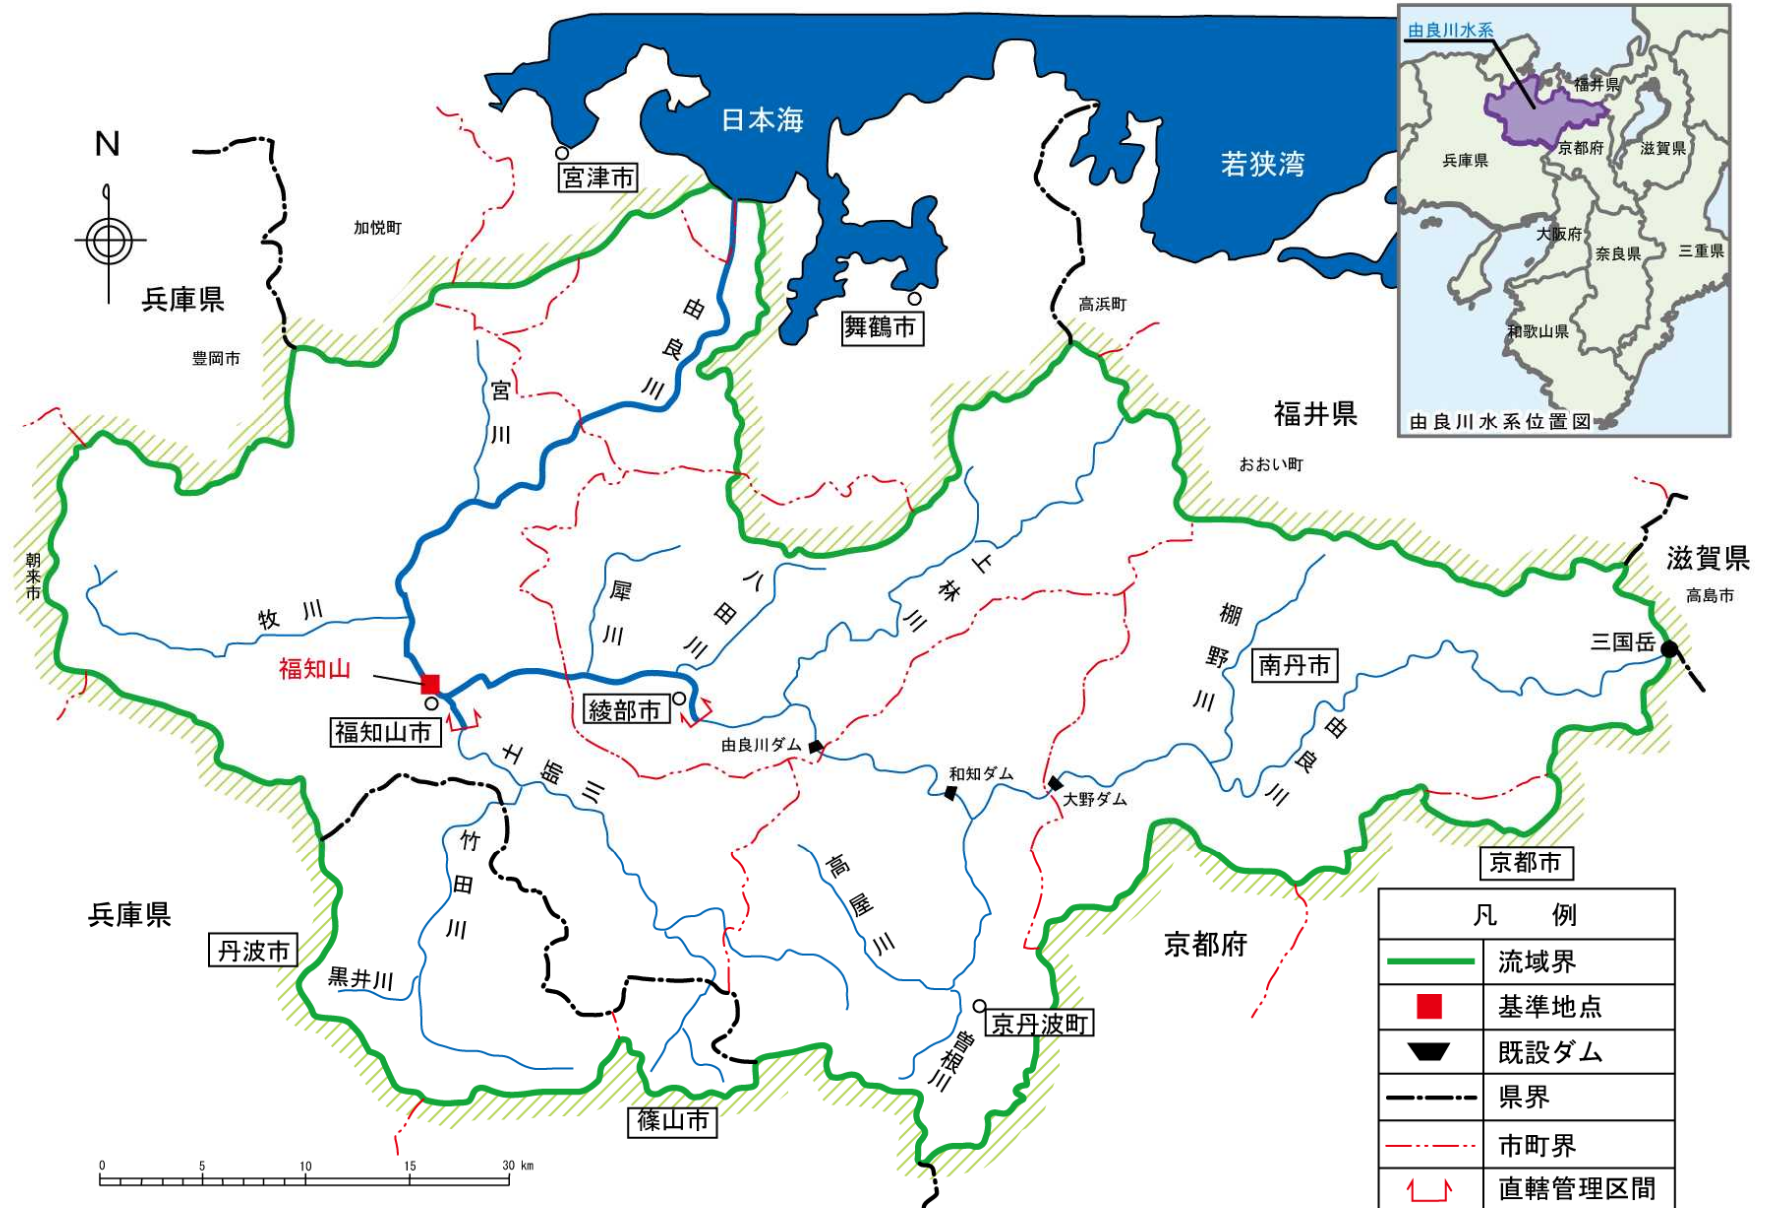 N
日本海
若狭湾
宮津市
加悦町
兵庫県
豊岡市
舞鶴市
高浜町
福井県
おおい町
由良川
宮川
朝来市
牧川
犀川
八田川
上林川
棚野川
南丹市
滋賀県
高島市
三国岳
福知山
福知山市
綾部市
由良川ダム
和知ダム
大野ダム
由良川
土師川
竹田川
高屋川
京都市
兵庫県
丹波市
黒井川
京都府
京丹波町
曽根川
篠山市
0 5 10 15 30 km
由良川水系
福井県
兵庫県
京都府
滋賀県
大阪府
奈良県
三重県
和歌山県
由良川水系位置図
凡 例
流域界
基準地点
既設ダム
県界
市町界
直轄管理区間